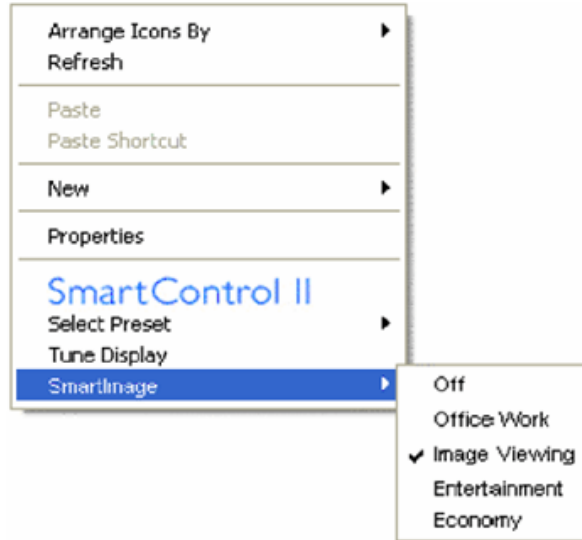 Arrange Icons By
Refresh
Paste
Paste Shortcut
New
Properties
SmartControl II
Select Preset
Tune Display
SmartImage
Off
Office Work
Image Viewing
Entertainment
Economy